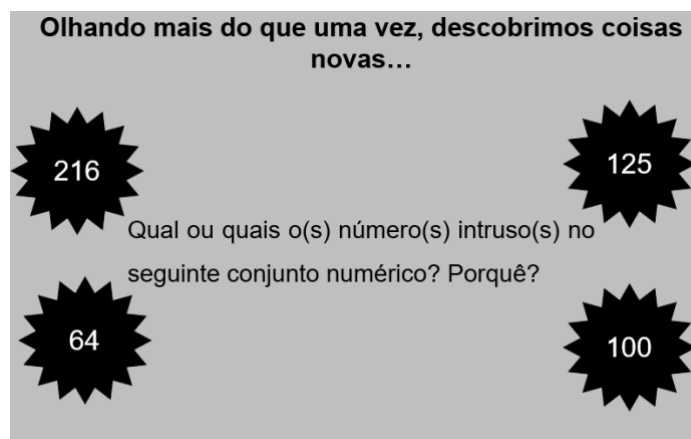 Olhando mais do que uma vez, descobrimos coisas
novas…
216
125
Qual ou quais o(s) número(s) intruso(s) no
seguinte conjunto numérico? Porquê?
64
100